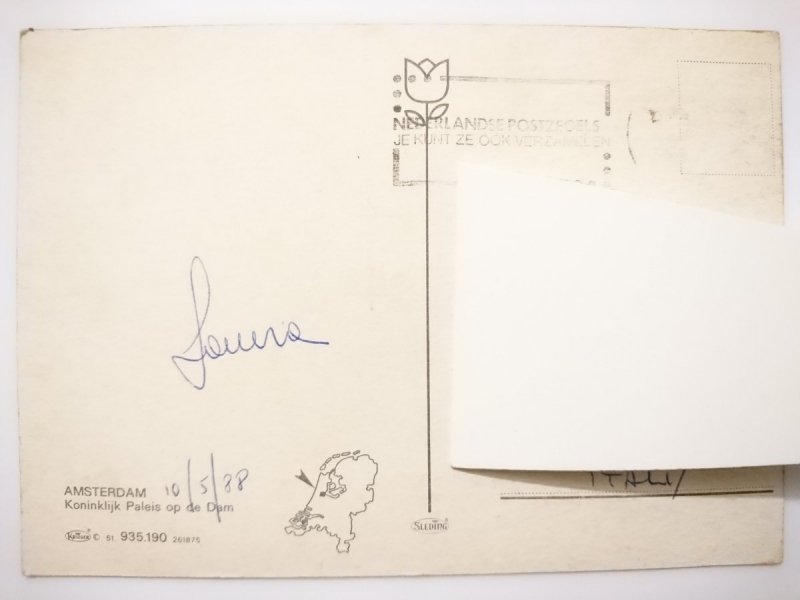 NEDERLANDSE POSTZEGELS
JE KUNT ZE OOK VERZAMELEN
Laura
AMSTERDAM 10/5/88
Koninklijk Paleis op de Dam
KRÜGER © 51. 935.190 261875
SLEDING
ITALY